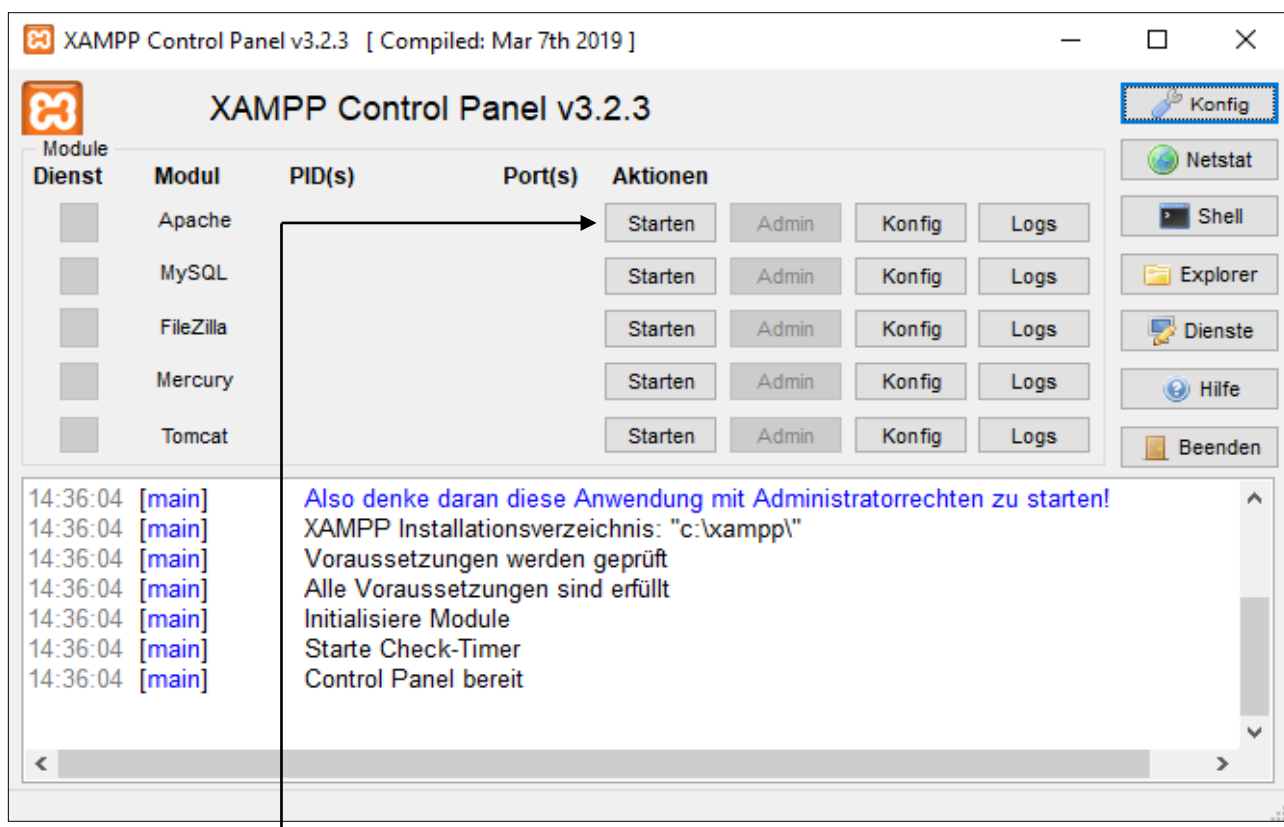 XAMPP Control Panel v3.2.3 [ Compiled: Mar 7th 2019 ]
XAMPP Control Panel v3.2.3
Konfig
Module
Dienst Modul PID(s) Port(s) Aktionen
Netstat
Apache Starten Admin Konfig Logs
Shell
MySQL Starten Admin Konfig Logs
Explorer
FileZilla Starten Admin Konfig Logs
Dienste
Mercury Starten Admin Konfig Logs
Hilfe
Tomcat Starten Admin Konfig Logs
Beenden
14:36:04 [main] Also denke daran diese Anwendung mit Administratorrechten zu starten!
14:36:04 [main] XAMPP Installationsverzeichnis: "c:\xampp\"
14:36:04 [main] Voraussetzungen werden geprüft
14:36:04 [main] Alle Voraussetzungen sind erfüllt
14:36:04 [main] Initialisiere Module
14:36:04 [main] Starte Check-Timer
14:36:04 [main] Control Panel bereit